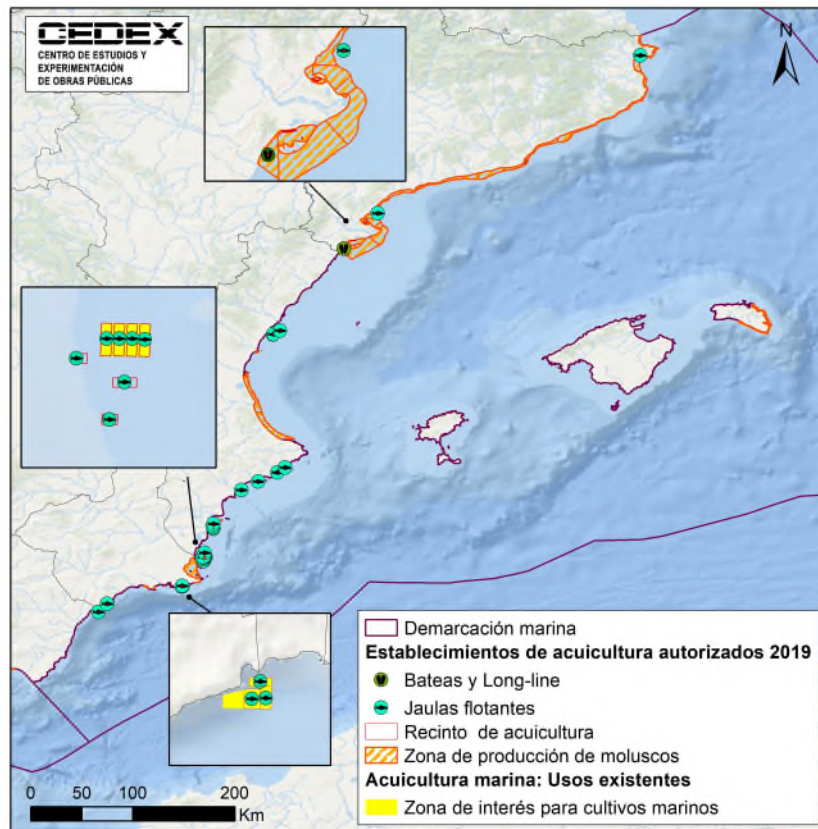 CEDEX
CENTRO DE ESTUDIOS Y
EXPERIMENTACIÓN
DE OBRAS PÚBLICAS
N
Demarcación marina
Establecimientos de acuicultura autorizados 2019
Bateas y Long-line
Jaulas flotantes
Recinto de acuicultura
Zona de producción de moluscos
Acuicultura marina: Usos existentes
Zona de interés para cultivos marinos
0 50 100 200
Km